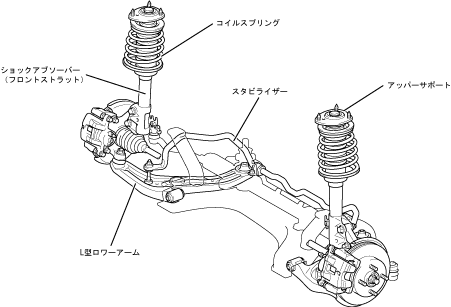 コイルスプリング
ショックアブソーバー
（フロントストラット）
スタビライザー
アッパーサポート
L型ロワーアーム